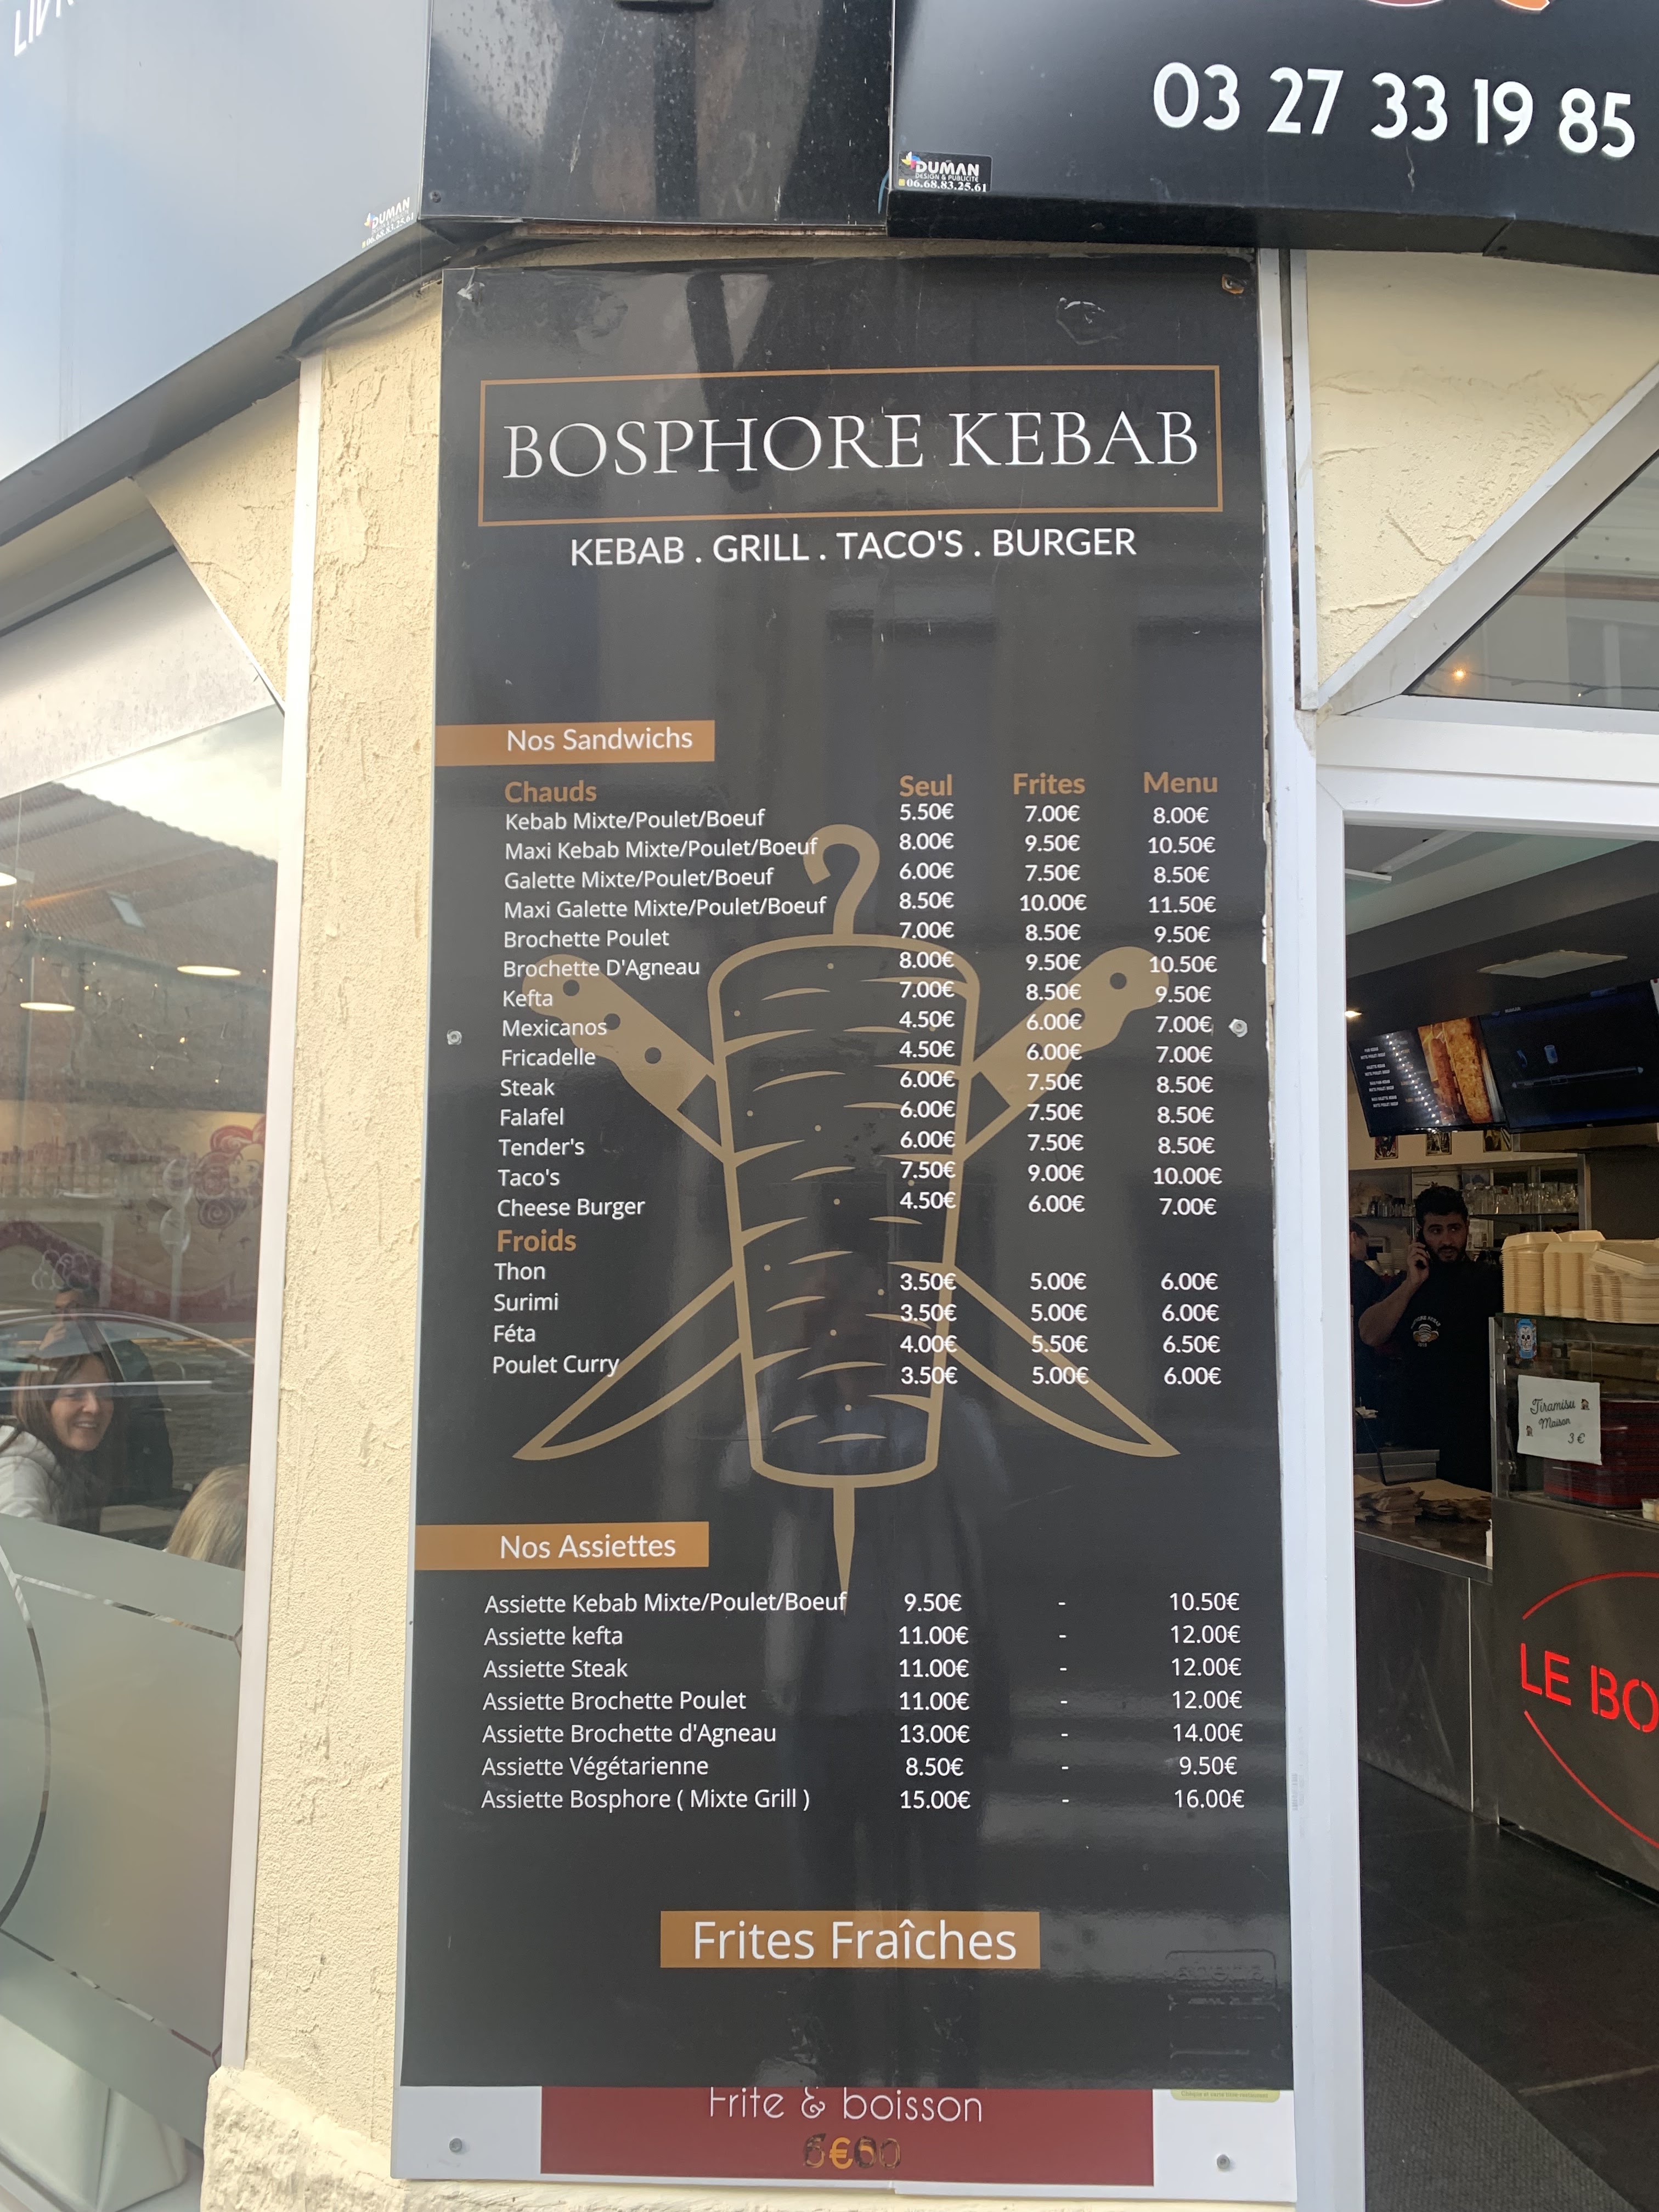 03 27 33 19 85
DUMAN
DESIGN & PUBLICITÉ
06.68.83.25.61
DUMAN
BOSPHORE KEBAB
KEBAB . GRILL . TACO'S . BURGER
Nos Sandwichs
Chauds Seul Frites Menu
Kebab Mixte/Poulet/Boeuf 5.50€ 7.00€ 8.00€
Maxi Kebab Mixte/Poulet/Boeuf 8.00€ 9.50€ 10.50€
Galette Mixte/Poulet/Boeuf 6.00€ 7.50€ 8.50€
Maxi Galette Mixte/Poulet/Boeuf 8.50€ 10.00€ 11.50€
Brochette Poulet 7.00€ 8.50€ 9.50€
Brochette D'Agneau 8.00€ 9.50€ 10.50€
Kefta 7.00€ 8.50€ 9.50€
Mexicanos 4.50€ 6.00€ 7.00€
Fricadelle 4.50€ 6.00€ 7.00€
Steak 6.00€ 7.50€ 8.50€
Falafel 6.00€ 7.50€ 8.50€
Tender's 6.00€ 7.50€ 8.50€
Taco's 7.50€ 9.00€ 10.00€
Cheese Burger 4.50€ 6.00€ 7.00€
Froids
Thon 3.50€ 5.00€ 6.00€
Surimi 3.50€ 5.00€ 6.00€
Féta 4.00€ 5.50€ 6.50€
Poulet Curry 3.50€ 5.00€ 6.00€
Nos Assiettes
Assiette Kebab Mixte/Poulet/Boeuf 9.50€ - 10.50€
Assiette kefta 11.00€ - 12.00€
Assiette Steak 11.00€ - 12.00€
Assiette Brochette Poulet 11.00€ - 12.00€
Assiette Brochette d'Agneau 13.00€ - 14.00€
Assiette Végétarienne 8.50€ - 9.50€
Assiette Bosphore ( Mixte Grill ) 15.00€ - 16.00€
Frites Fraîches
Frite & boisson
Tiramisu
Maison
3€
LE BO